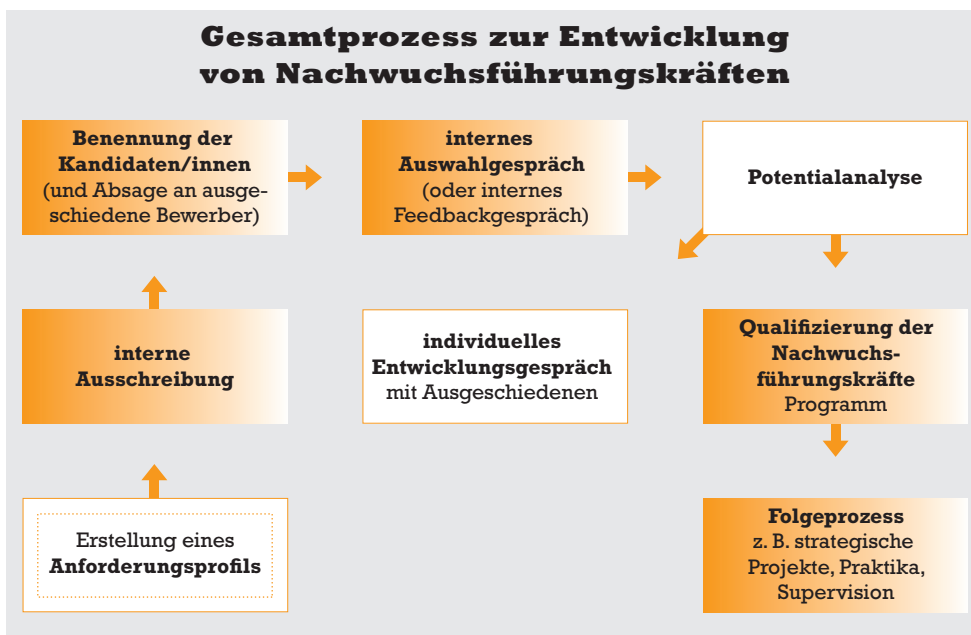 Gesamtprozess zur Entwicklung
von Nachwuchsführungskräften
Benennung der
Kandidaten/innen
(und Absage an ausge-
schiedene Bewerber)
internes
Auswahlgespräch
(oder internes
Feedbackgespräch)
Potentialanalyse
interne
Ausschreibung
individuelles
Entwicklungsgespräch
mit Ausgeschiedenen
Qualifizierung der
Nachwuchs-
führungskräfte
Programm
Erstellung eines
Anforderungsprofils
Folgeprozess
z. B. strategische
Projekte, Praktika,
Supervision